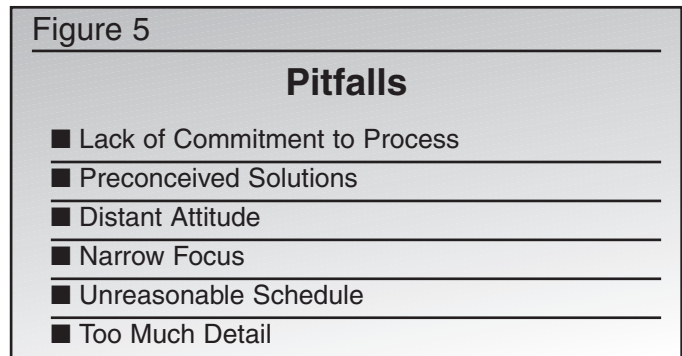 Figure 5
Pitfalls
■ Lack of Commitment to Process
■ Preconceived Solutions
■ Distant Attitude
■ Narrow Focus
■ Unreasonable Schedule
■ Too Much Detail